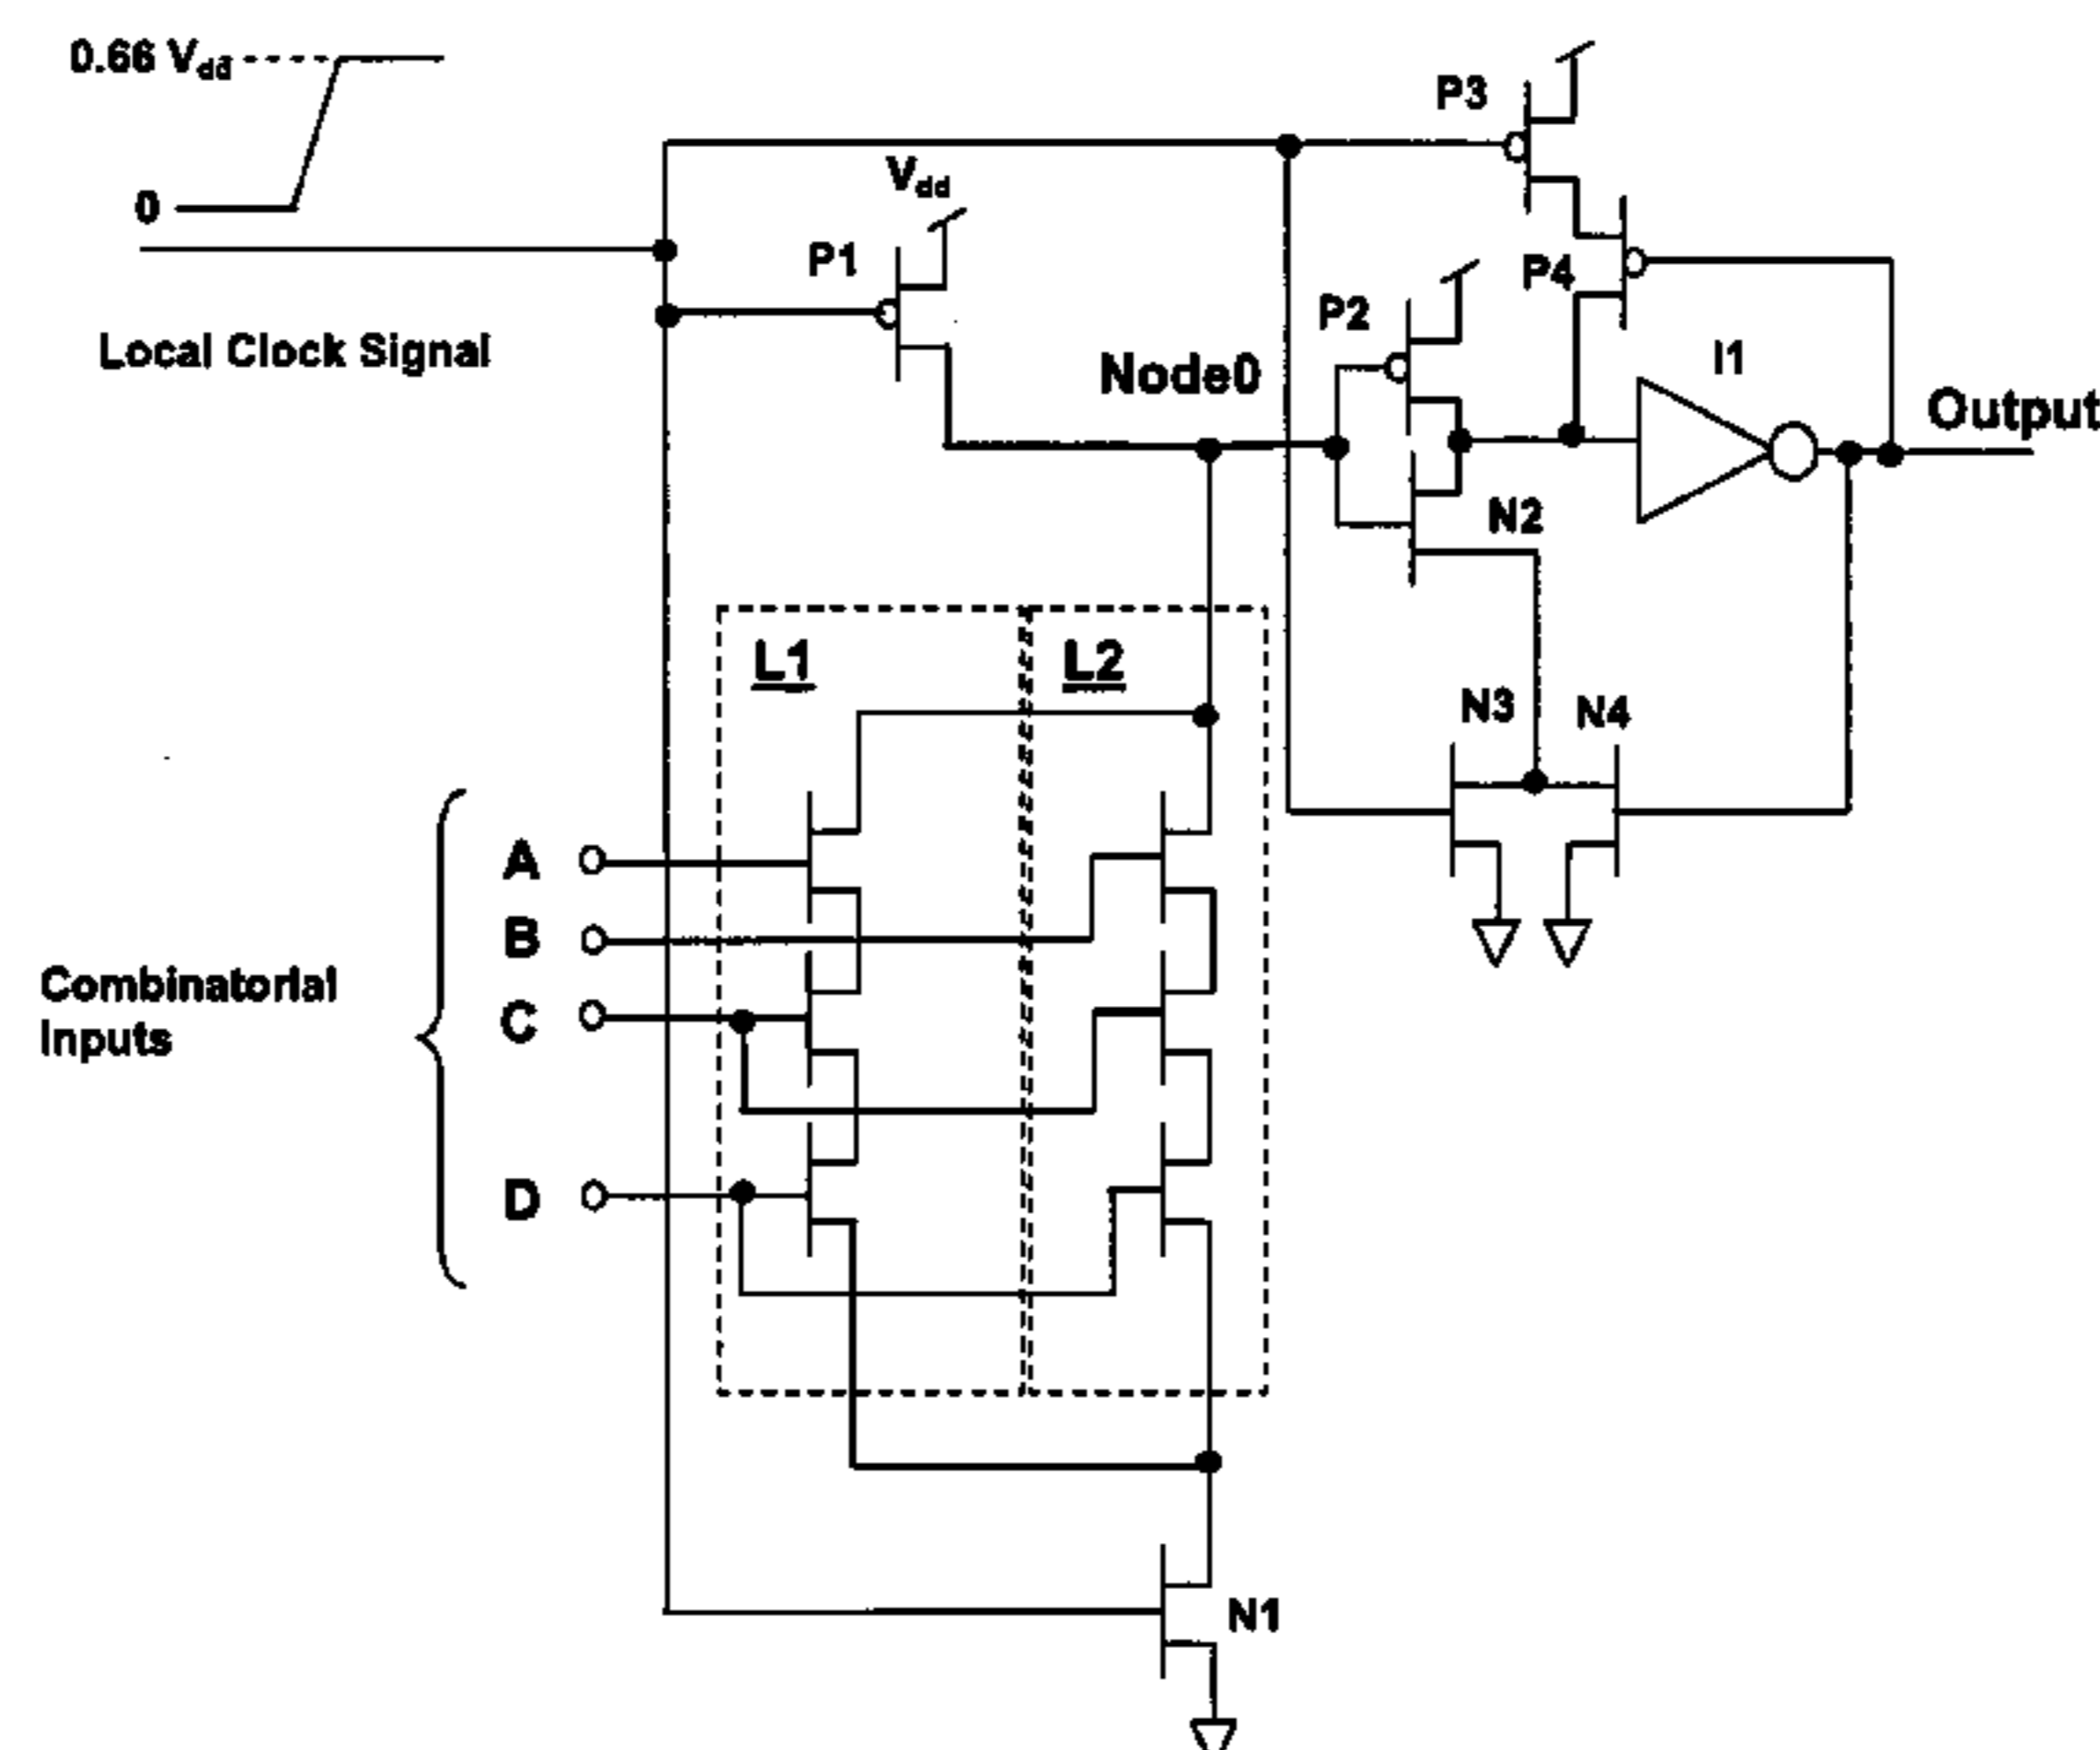 0.66 Vdd
0
Local Clock Signal
P1
Vdd
Node0
P2
P3
P4
I1
Output
N2
N3
N4
L1
L2
Combinatorial
Inputs
A
B
C
D
N1